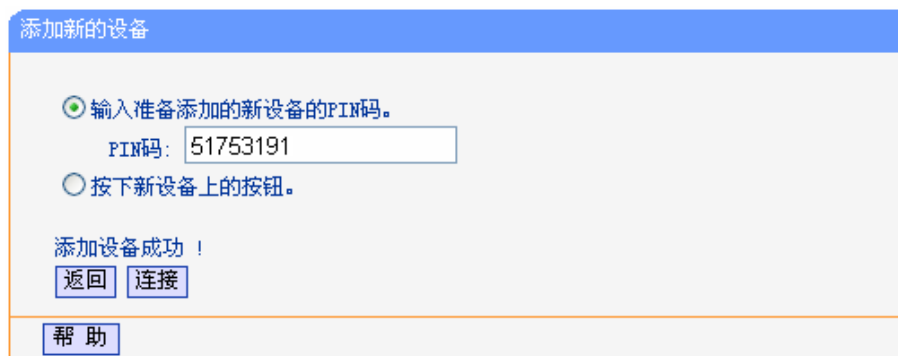 添加新的设备
输入准备添加的新设备的PIN码。
PIN码: 51753191
按下新设备上的按钮。
添加设备成功 !
返回 连接
帮 助